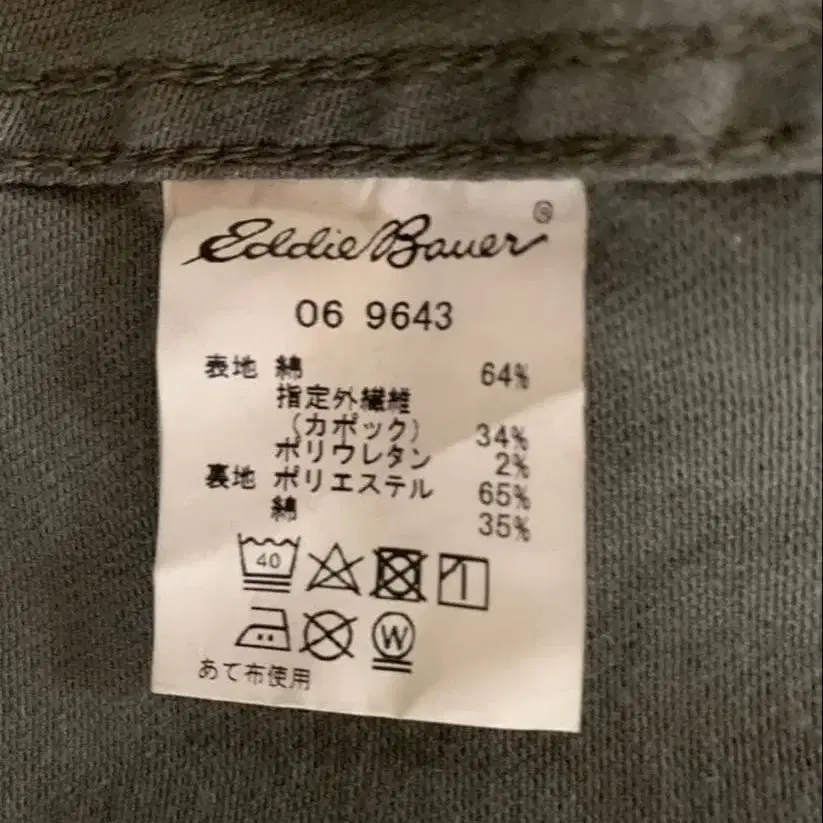 Eddie Bauer®
06 9643
表地 綿 64%
指定外繊維
(カポック) 34%
ポリウレタン 2%
裏地 ポリエステル 65%
綿 35%
40
W
あて布使用